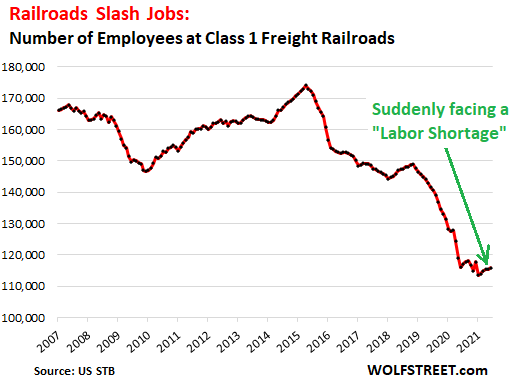 Railroads Slash Jobs:
Number of Employees at Class 1 Freight Railroads
180,000
170,000
160,000
150,000
140,000
130,000
120,000
110,000
100,000
Suddenly facing a
"Labor Shortage"
2007 2008 2009 2010 2011 2012 2013 2014 2015 2016 2017 2018 2019 2020 2021
Source: US STB
WOLFSTREET.com